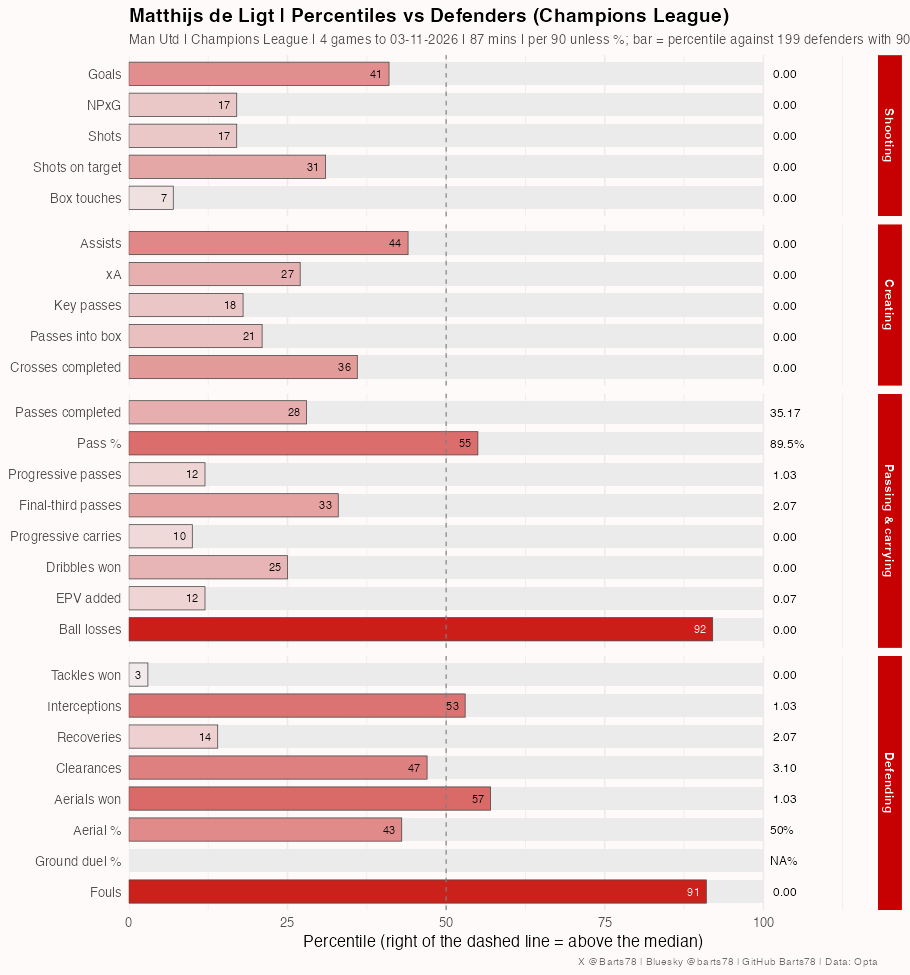 Matthijs de Ligt | Percentiles vs Defenders (Champions League)
Man Utd | Champions League | 4 games to 03-11-2026 | 87 mins | per 90 unless %; bar = percentile against 199 defenders with 90
Goals 41 0.00
NPxG 17 0.00
Shots 17 0.00
Shots on target 31 0.00
Box touches 7 0.00
Shooting
Assists 44 0.00
xA 27 0.00
Key passes 18 0.00
Passes into box 21 0.00
Crosses completed 36 0.00
Creating
Passes completed 28 35.17
Pass % 55 89.5%
Progressive passes 12 1.03
Final-third passes 33 2.07
Progressive carries 10 0.00
Dribbles won 25 0.00
EPV added 12 0.07
Ball losses 92 0.00
Passing & carrying
Tackles won 3 0.00
Interceptions 53 1.03
Recoveries 14 2.07
Clearances 47 3.10
Aerials won 57 1.03
Aerial % 43 50%
Ground duel % NA%
Fouls 91 0.00
Defending
0 25 50 75 100
Percentile (right of the dashed line = above the median)
X @Barts78 | Bluesky @barts78 | GitHub Barts78 | Data: Opta